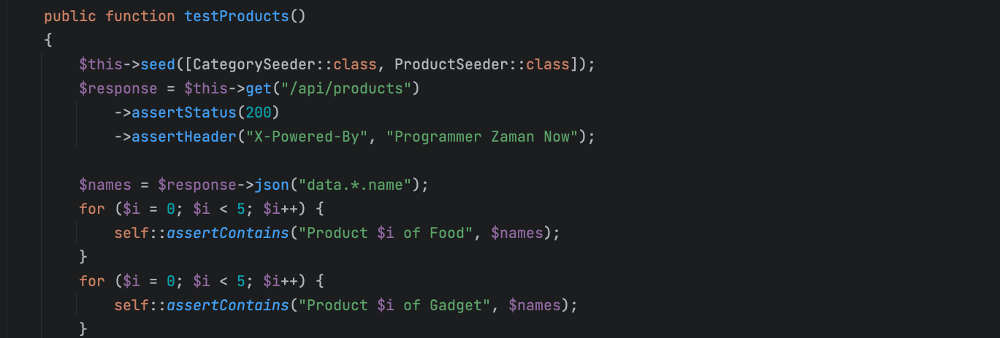 public function testProducts()
{
    $this->seed([CategorySeeder::class, ProductSeeder::class]);
    $response = $this->get("/api/products")
        ->assertStatus(200)
        ->assertHeader("X-Powered-By", "Programmer Zaman Now");

    $names = $response->json("data.*.name");
    for ($i = 0; $i < 5; $i++) {
        self::assertContains("Product $i of Food", $names);
    }
    for ($i = 0; $i < 5; $i++) {
        self::assertContains("Product $i of Gadget", $names);
    }